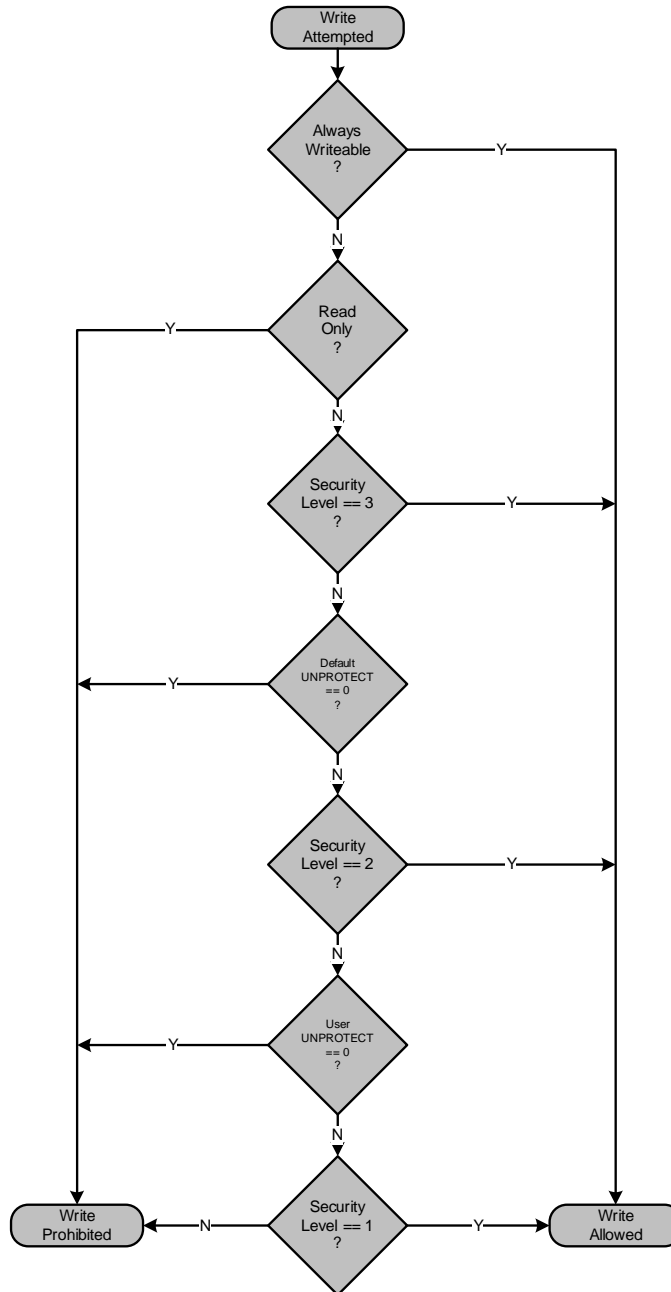 Write
Attempted
Always
Writeable
?
Y
N
Read
Only
?
Y
N
Security
Level == 3
?
Y
N
Default
UNPROTECT
== 0
?
Y
N
Security
Level == 2
?
Y
N
User
UNPROTECT
== 0
?
Y
N
Write
Prohibited
N
Security
Level == 1
?
Y
Write
Allowed